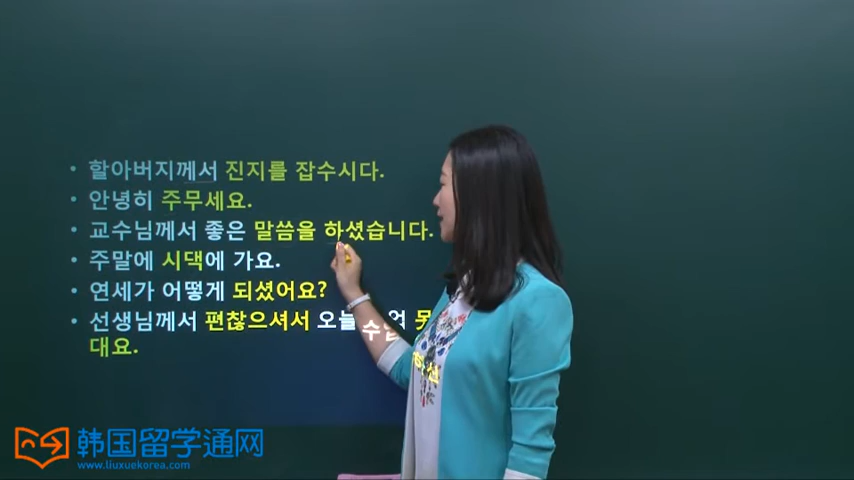 • 할아버지께서 진지를 잡수시다.
• 안녕히 주무세요.
• 교수님께서 좋은 말씀을 하셨습니다.
• 주말에 시댁에 가요.
• 연세가 어떻게 되셨어요?
• 선생님께서 편찮으셔서 오늘 수업 못
대요.
韩国留学通网
www.liuxuekorea.com